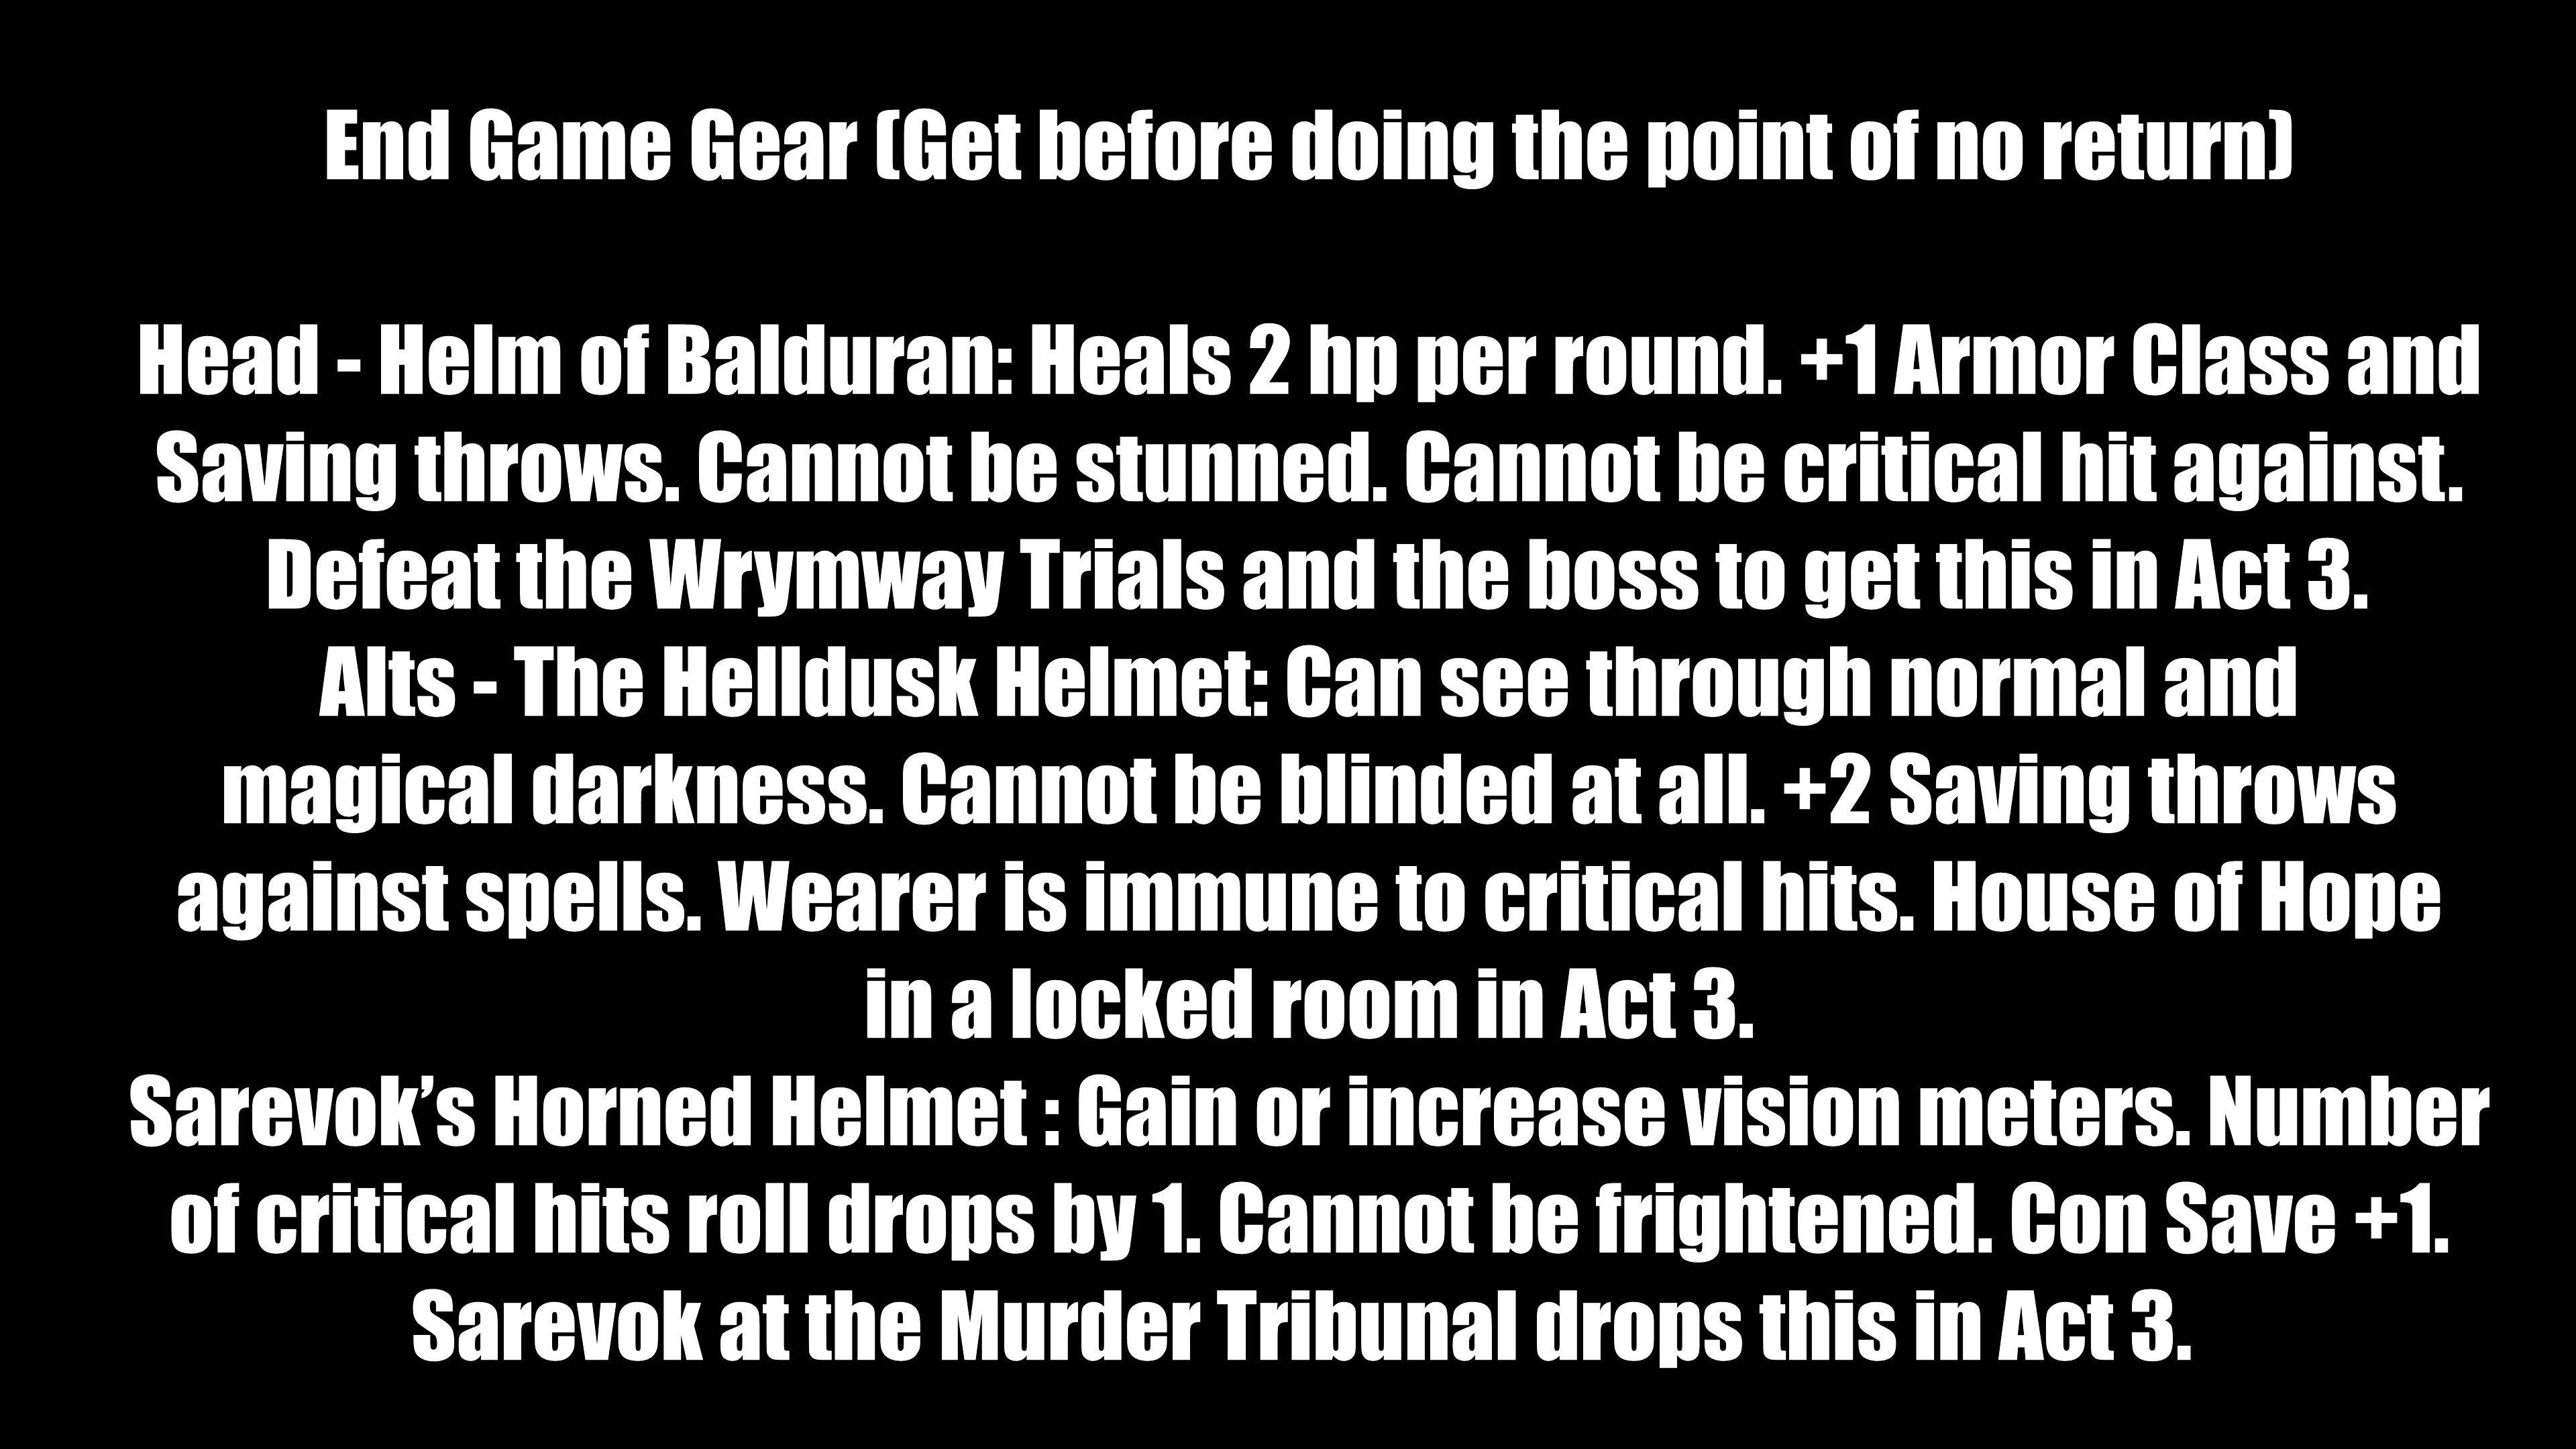 End Game Gear (Get before doing the point of no return)
Head - Helm of Balduran: Heals 2 hp per round. +1 Armor Class and
Saving throws. Cannot be stunned. Cannot be critical hit against.
Defeat the Wrymway Trials and the boss to get this in Act 3.
Alts - The Helldusk Helmet: Can see through normal and
magical darkness. Cannot be blinded at all. +2 Saving throws
against spells. Wearer is immune to critical hits. House of Hope
in a locked room in Act 3.
Sarevok’s Horned Helmet : Gain or increase vision meters. Number
of critical hits roll drops by 1. Cannot be frightened. Con Save +1.
Sarevok at the Murder Tribunal drops this in Act 3.